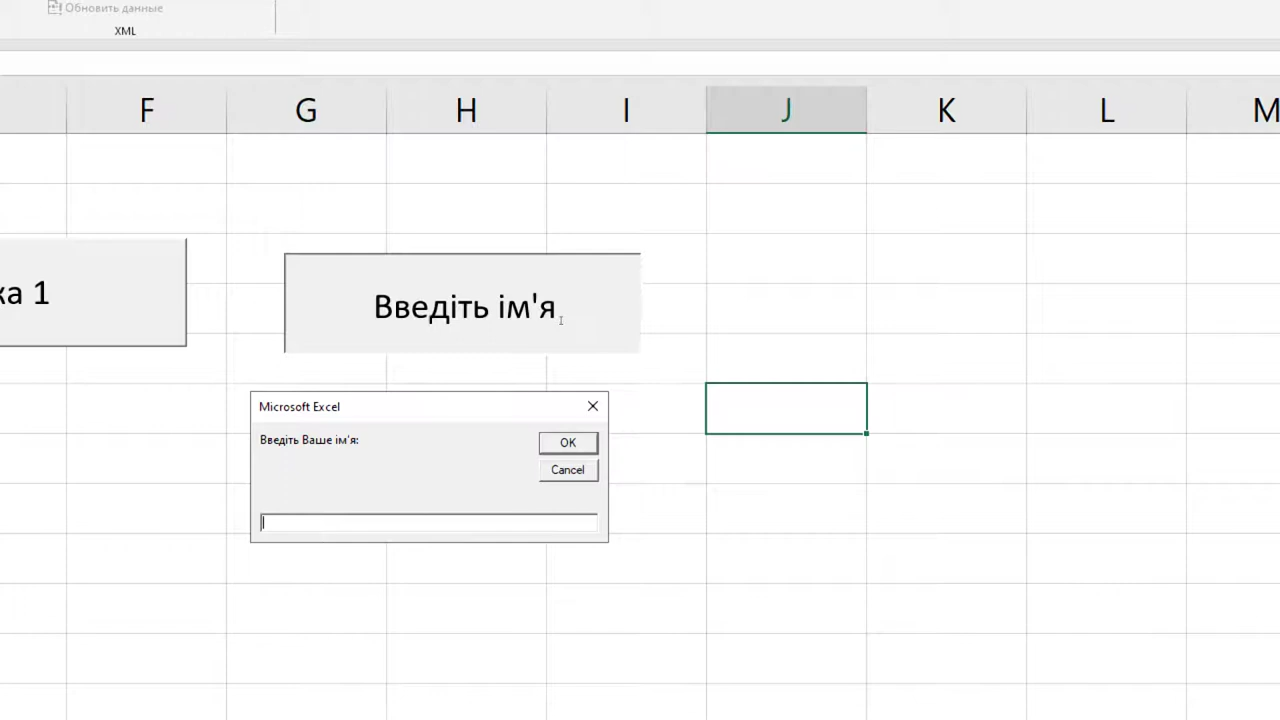 Обновить данные
XML
F G H I J K L M
ка 1
Введіть ім'я
Microsoft Excel
Введіть Ваше ім'я:
OK
Cancel